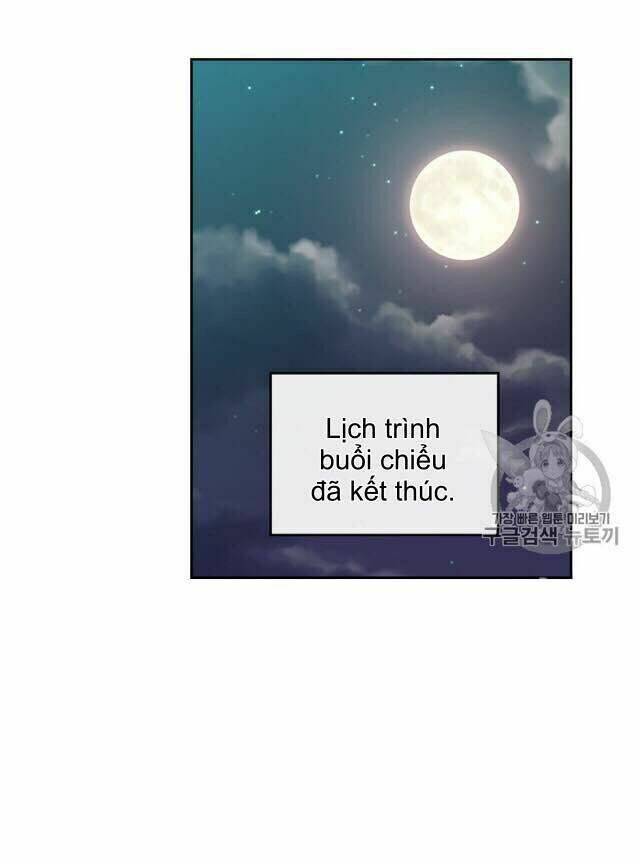 Lịch trình
buổi chiều
đã kết thúc.
가장 빠른 웹툰 미리보기
구글검색 뉴토끼